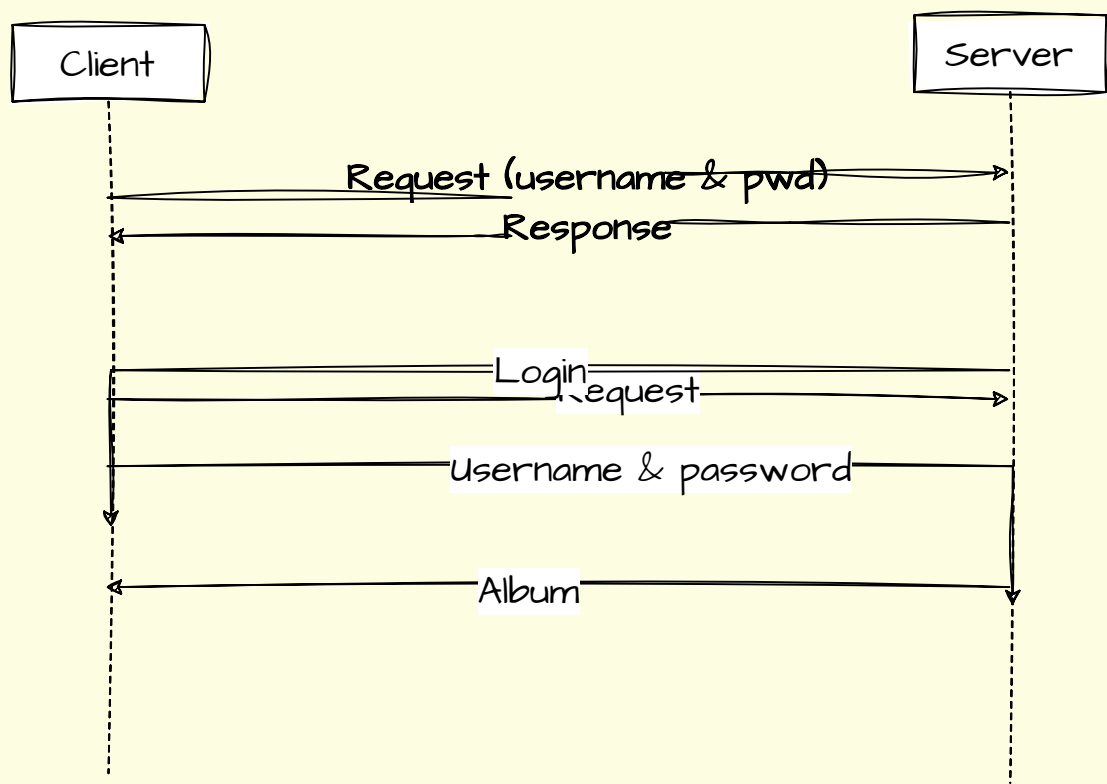 Client
Server
Request (username & pwd)
Response
Login
Request
Username & password
Album